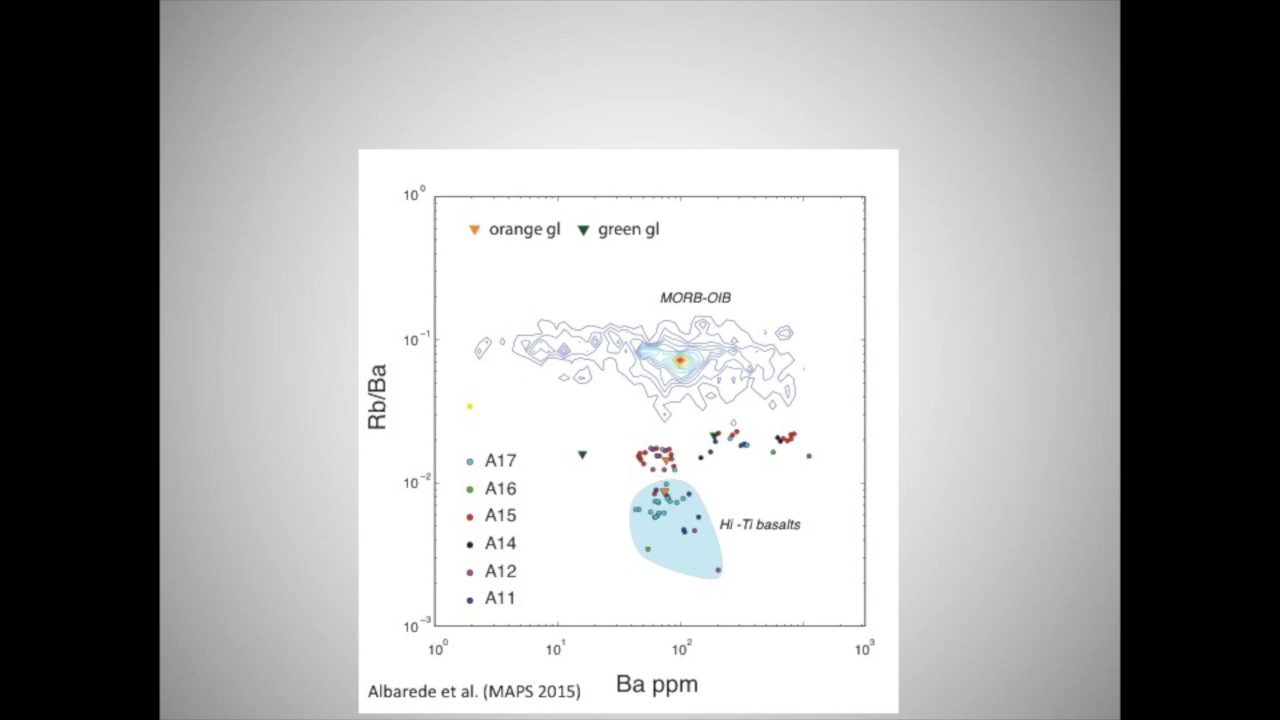 10⁰
orange gl
green gl
MORB-OIB
10⁻¹
Rb/Ba
A17
10⁻²
A16
A15
Hi -Ti basalts
A14
A12
A11
10⁻³
10⁰ 10¹ 10² 10³
Ba ppm
Albarede et al. (MAPS 2015)